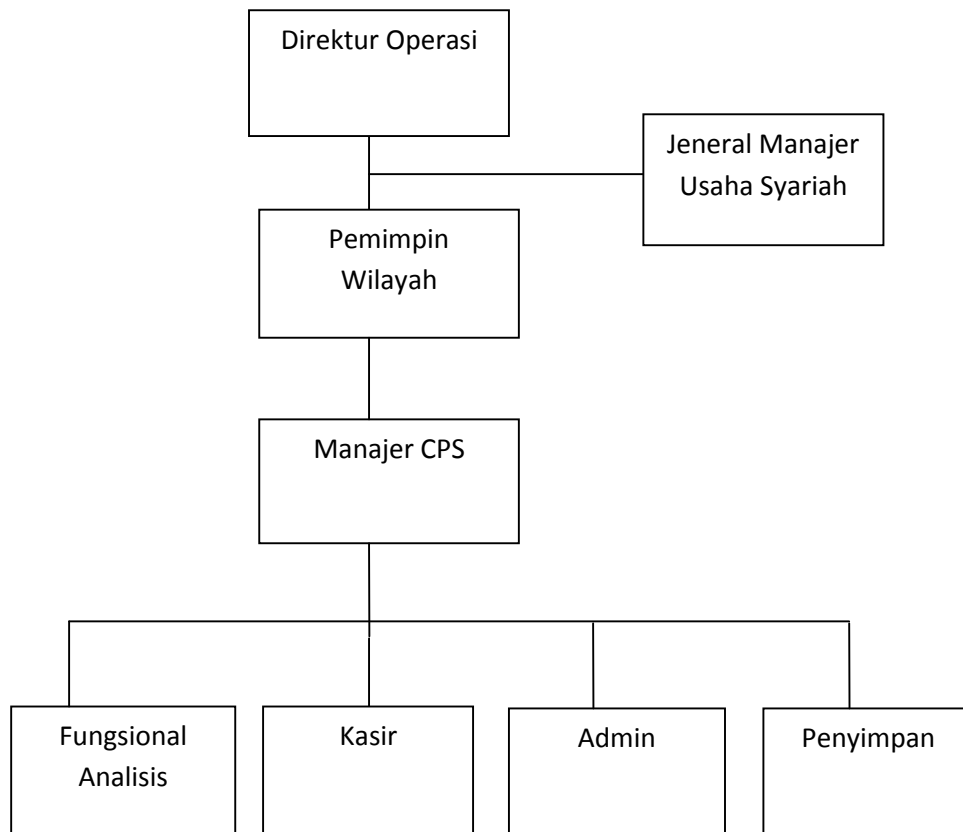 Direktur Operasi
Jeneral Manajer
Usaha Syariah
Pemimpin
Wilayah
Manajer CPS
Fungsional
Analisis
Kasir
Admin
Penyimpan